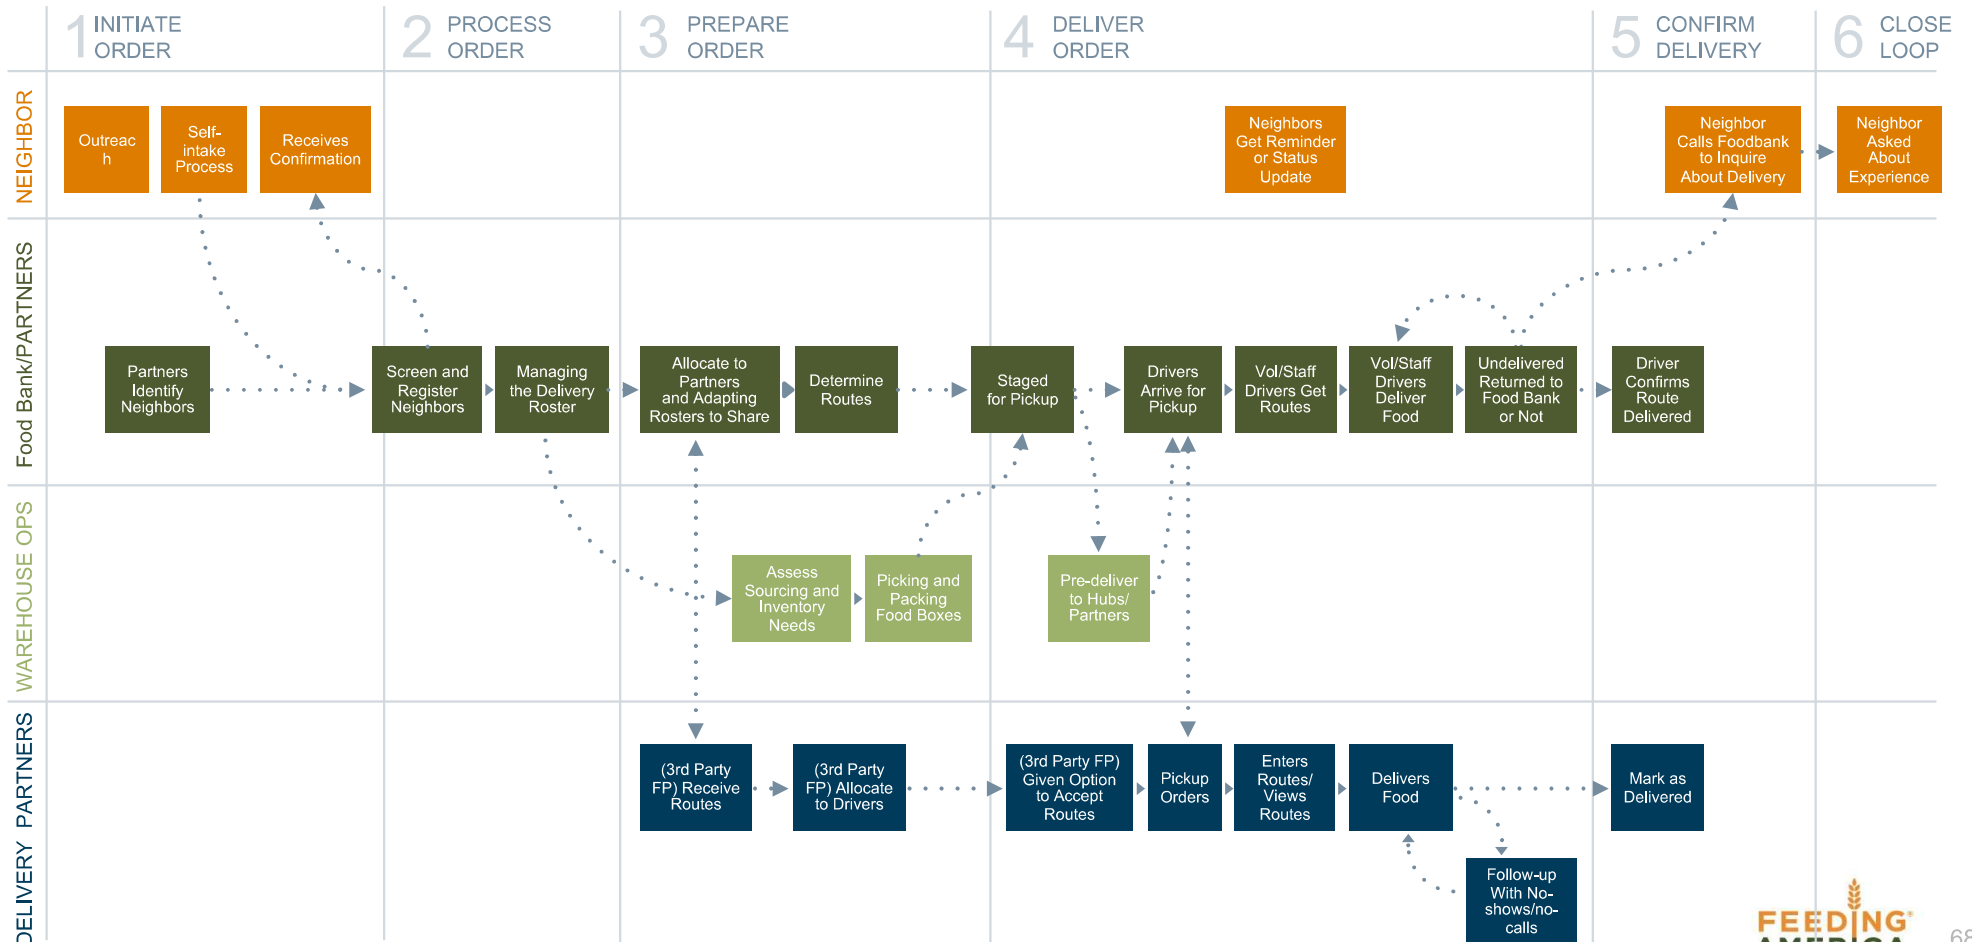 1 INITIATE
ORDER
2 PROCESS
ORDER
3 PREPARE
ORDER
4 DELIVER
ORDER
5 CONFIRM
DELIVERY
6 CLOSE
LOOP
NEIGHBOR
Outreac
h
Self-
intake
Process
Receives
Confirmation
Neighbors
Get Reminder
or Status
Update
Neighbor
Calls Foodbank
to Inquire
About Delivery
Neighbor
Asked
About
Experience
Food Bank/PARTNERS
Partners
Identify
Neighbors
Screen and
Register
Neighbors
Managing
the Delivery
Roster
Allocate to
Partners
and Adapting
Rosters to Share
Determine
Routes
Staged
for Pickup
Drivers
Arrive for
Pickup
Vol/Staff
Drivers Get
Routes
Vol/Staff
Drivers
Deliver
Food
Undelivered
Returned to
Food Bank
or Not
Driver
Confirms
Route
Delivered
WAREHOUSE OPS
Assess
Sourcing and
Inventory
Needs
Picking and
Packing
Food Boxes
Pre-deliver
to Hubs/
Partners
DELIVERY PARTNERS
(3rd Party
FP) Receive
Routes
(3rd Party
FP) Allocate
to Drivers
(3rd Party FP)
Given Option
to Accept
Routes
Pickup
Orders
Enters
Routes/
Views
Routes
Delivers
Food
Mark as
Delivered
Follow-up
With No-
shows/no-
calls
FEEDING
AMERICA
68